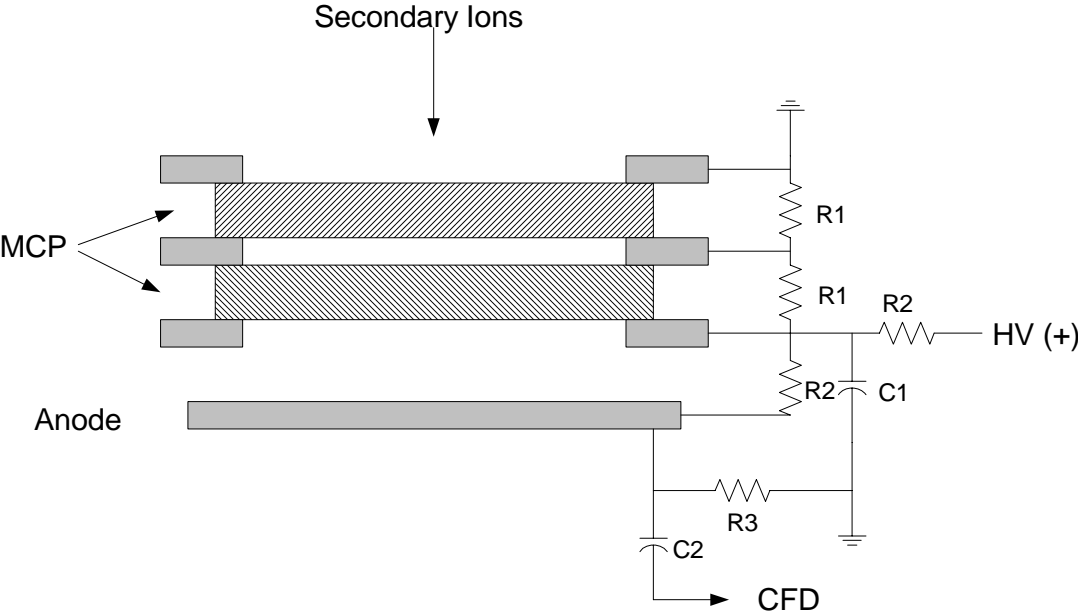 Secondary Ions
R1
MCP
R1
R2
HV (+)
R2
C1
Anode
R3
C2
CFD